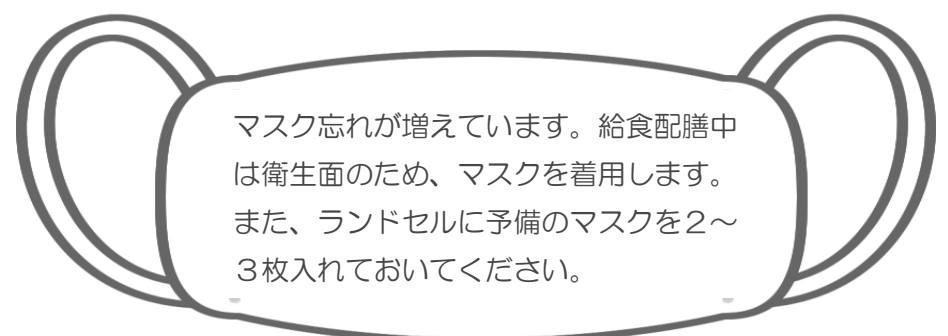 マスク忘れが増えています。給食配膳中
は衛生面のため、マスクを着用します。
また、ランドセルに予備のマスクを２～
３枚入れておいてください。